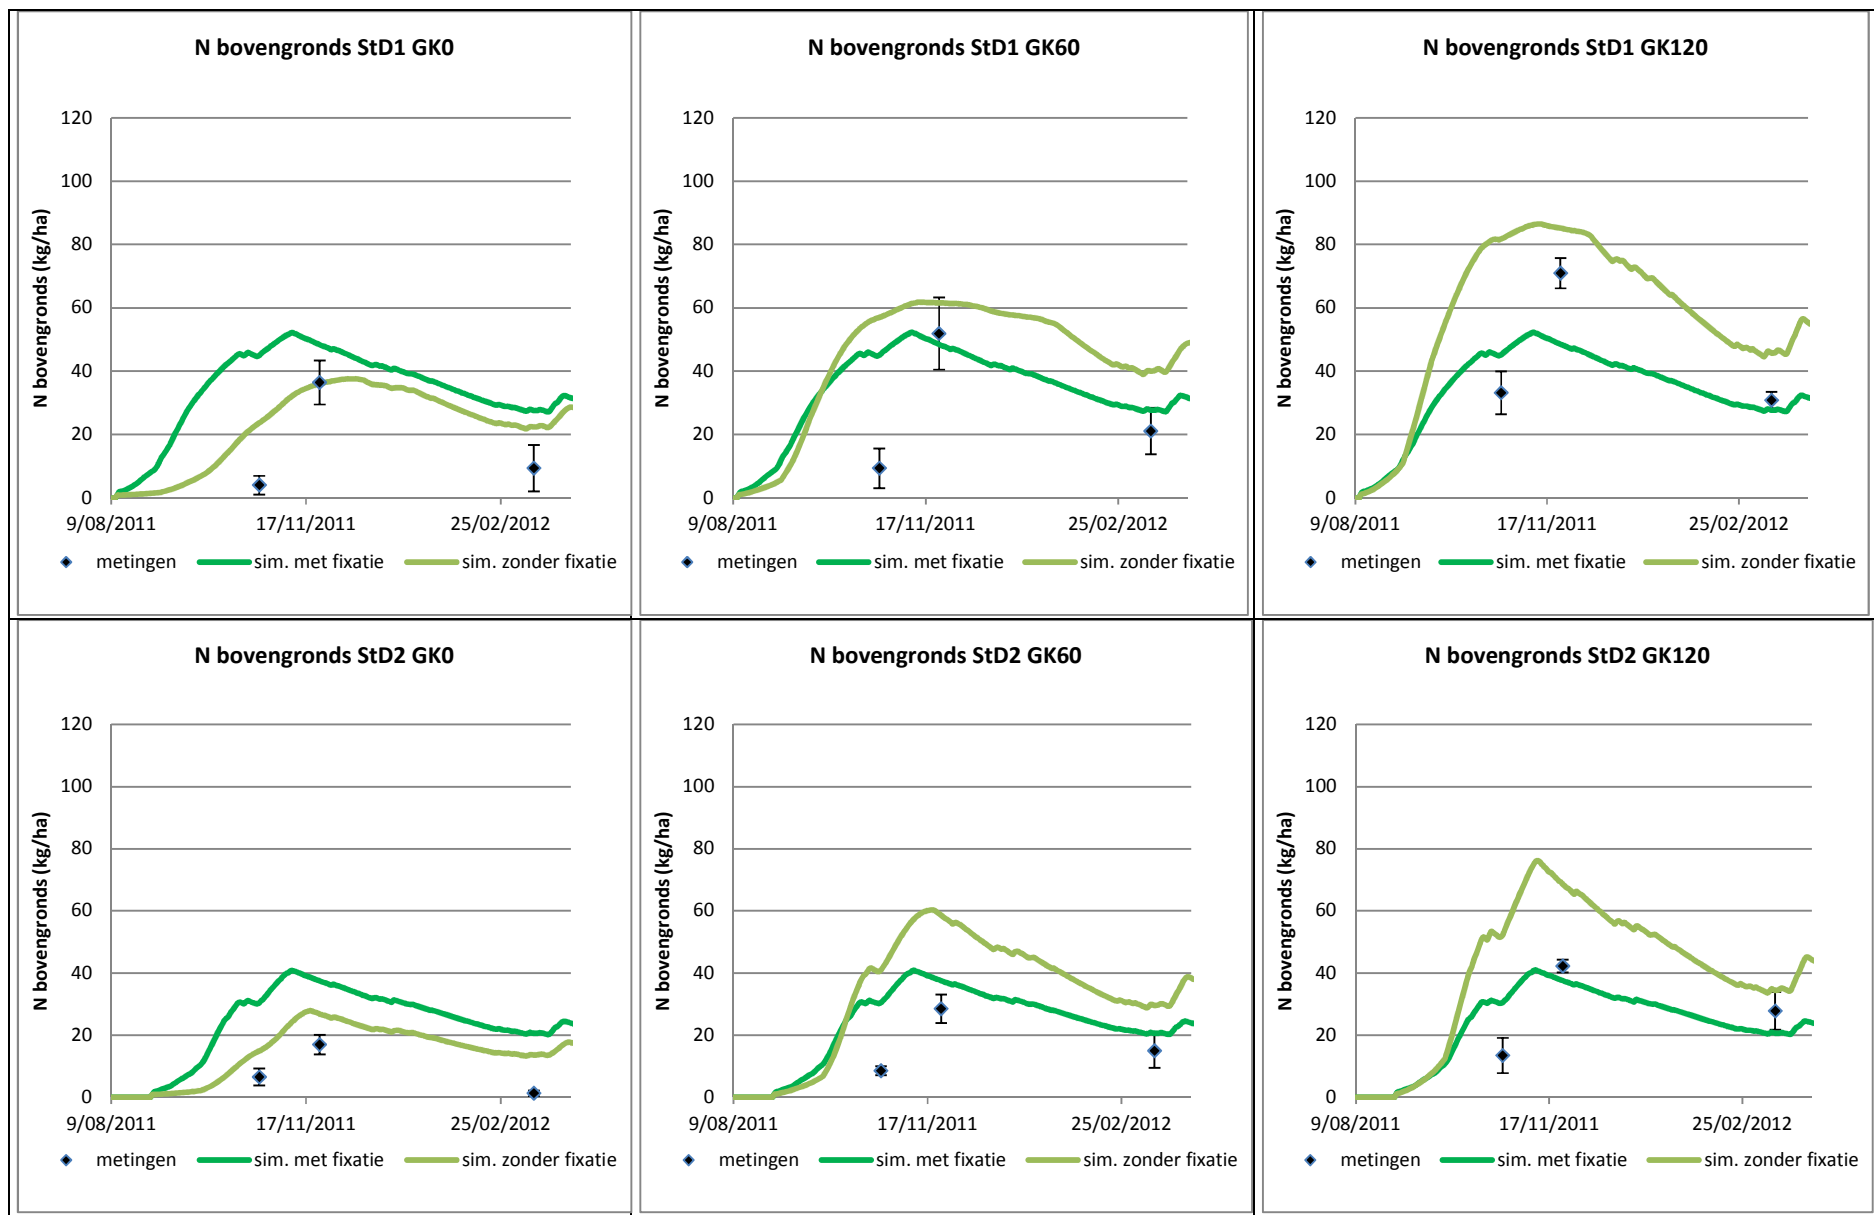 N bovengronds StD1 GK0
N bovengronds (kg/ha)
120
100
80
60
40
20
0
9/08/2011 17/11/2011 25/02/2012
metingen sim. met fixatie sim. zonder fixatie
N bovengronds StD1 GK60
N bovengronds (kg/ha)
120
100
80
60
40
20
0
9/08/2011 17/11/2011 25/02/2012
metingen sim. met fixatie sim. zonder fixatie
N bovengronds StD1 GK120
N bovengronds (kg/ha)
120
100
80
60
40
20
0
9/08/2011 17/11/2011 25/02/2012
metingen sim. met fixatie sim. zonder fixatie
N bovengronds StD2 GK0
N bovengronds (kg/ha)
120
100
80
60
40
20
0
9/08/2011 17/11/2011 25/02/2012
metingen sim. met fixatie sim. zonder fixatie
N bovengronds StD2 GK60
N bovengronds (kg/ha)
120
100
80
60
40
20
0
9/08/2011 17/11/2011 25/02/2012
metingen sim. met fixatie sim. zonder fixatie
N bovengronds StD2 GK120
N bovengronds (kg/ha)
120
100
80
60
40
20
0
9/08/2011 17/11/2011 25/02/2012
metingen sim. met fixatie sim. zonder fixatie